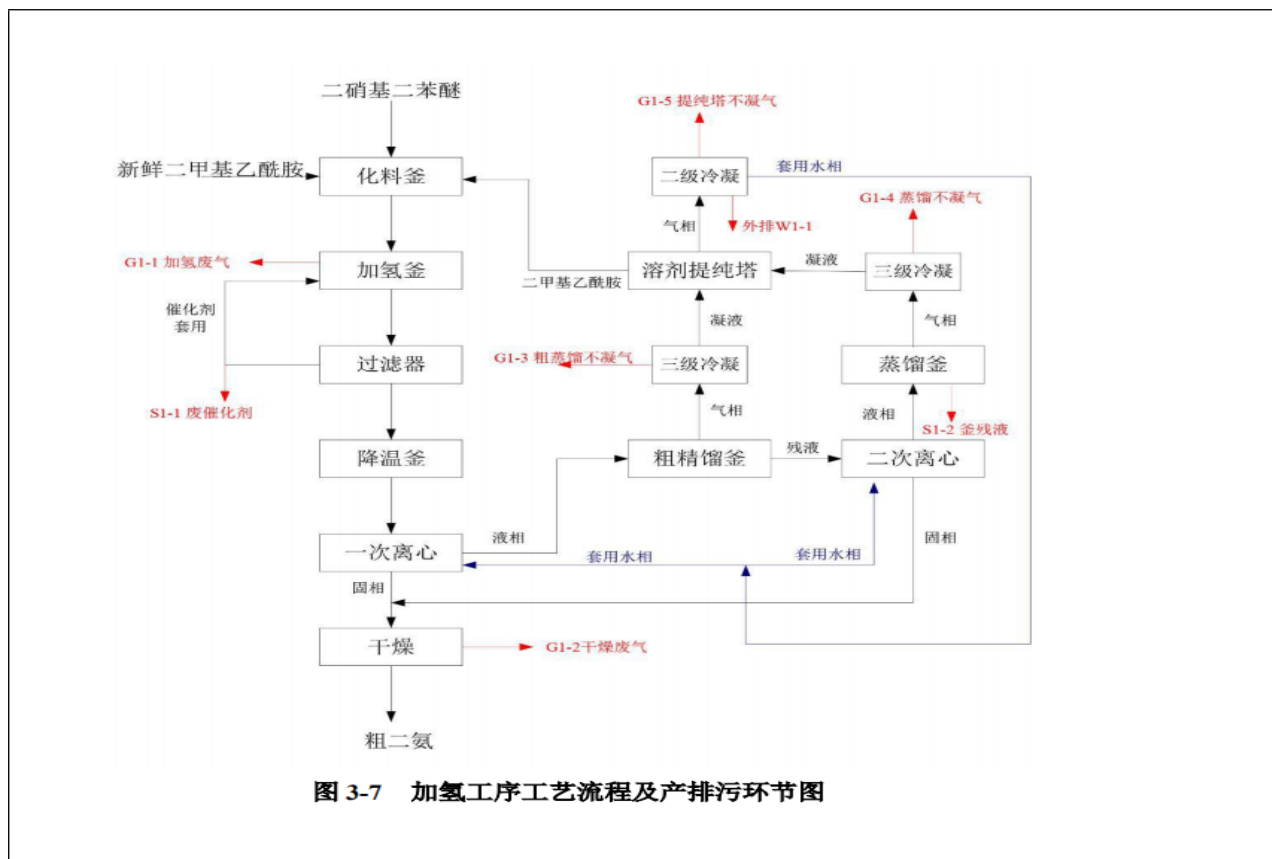 二硝基二苯醚
G1-5 提纯塔不凝气
新鲜二甲基乙酰胺
化料釜
二级冷凝
套用水相
G1-4 蒸馏不凝气
气相
外排W1-1
G1-1 加氢废气
加氢釜
二甲基乙酰胺
溶剂提纯塔
凝液
三级冷凝
催化剂
套用
凝液
气相
过滤器
G1-3 粗蒸馏不凝气
三级冷凝
蒸馏釜
S1-1 废催化剂
气相
液相
S1-2 釜残液
降温釜
粗精馏釜
残液
二次离心
一次离心
液相
套用水相
套用水相
固相
固相
干燥
G1-2干燥废气
粗二氨
图 3-7 加氢工序工艺流程及产排污环节图